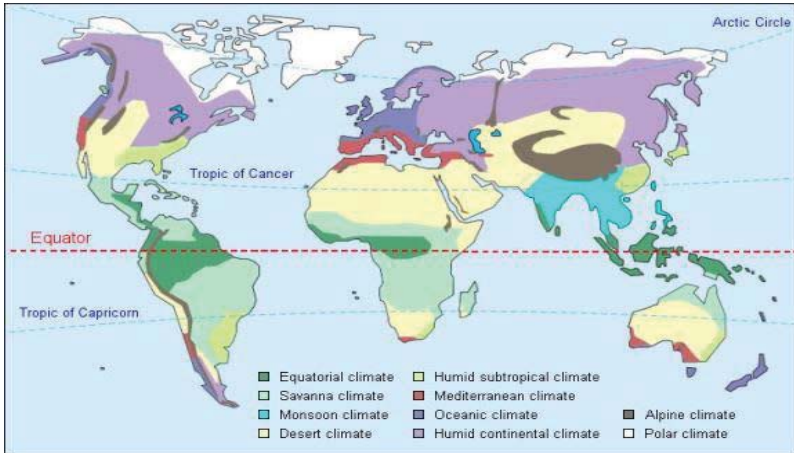 Arctic Circle
Tropic of Cancer
Equator
Tropic of Capricorn
Equatorial climate
Savanna climate
Monsoon climate
Desert climate
Humid subtropical climate
Mediterranean climate
Oceanic climate
Humid continental climate
Alpine climate
Polar climate